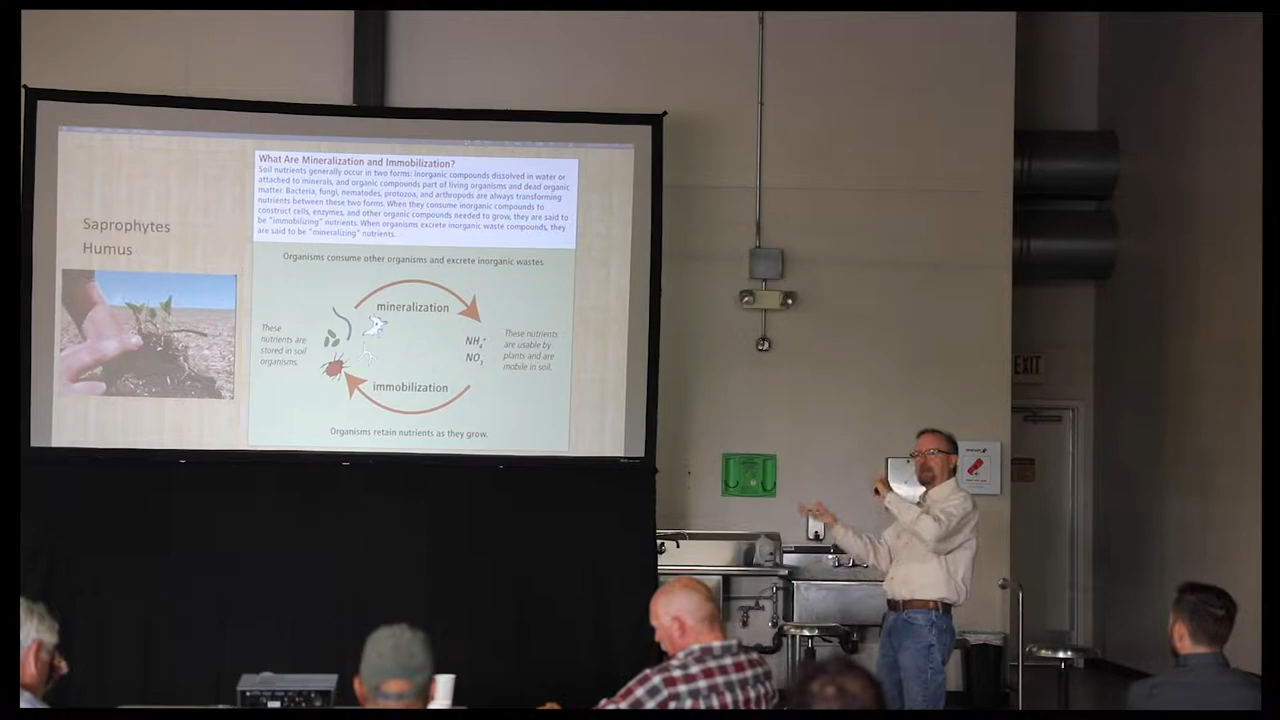 What Are Mineralization and Immobilization?
Soil nutrients generally occur in two forms: inorganic compounds dissolved in water or
attached to minerals, and organic compounds part of living organisms and dead organic
matter. Bacteria, fungi, nematodes, protozoa, and arthropods are always transforming
nutrients between these two forms. When they consume inorganic compounds to
construct cells, enzymes, and other organic compounds needed to grow, they are said to
be "immobilizing" nutrients. When organisms excrete inorganic waste compounds, they
are said to be "mineralizing" nutrients.
Saprophytes
Humus
Organisms consume other organisms and excrete inorganic wastes.
mineralization
These
nutrients are
stored in soil
organisms.
NH₄⁺
NO₃
These nutrients
are usable by
plants and are
mobile in soil.
immobilization
Organisms retain nutrients as they grow.
EXIT